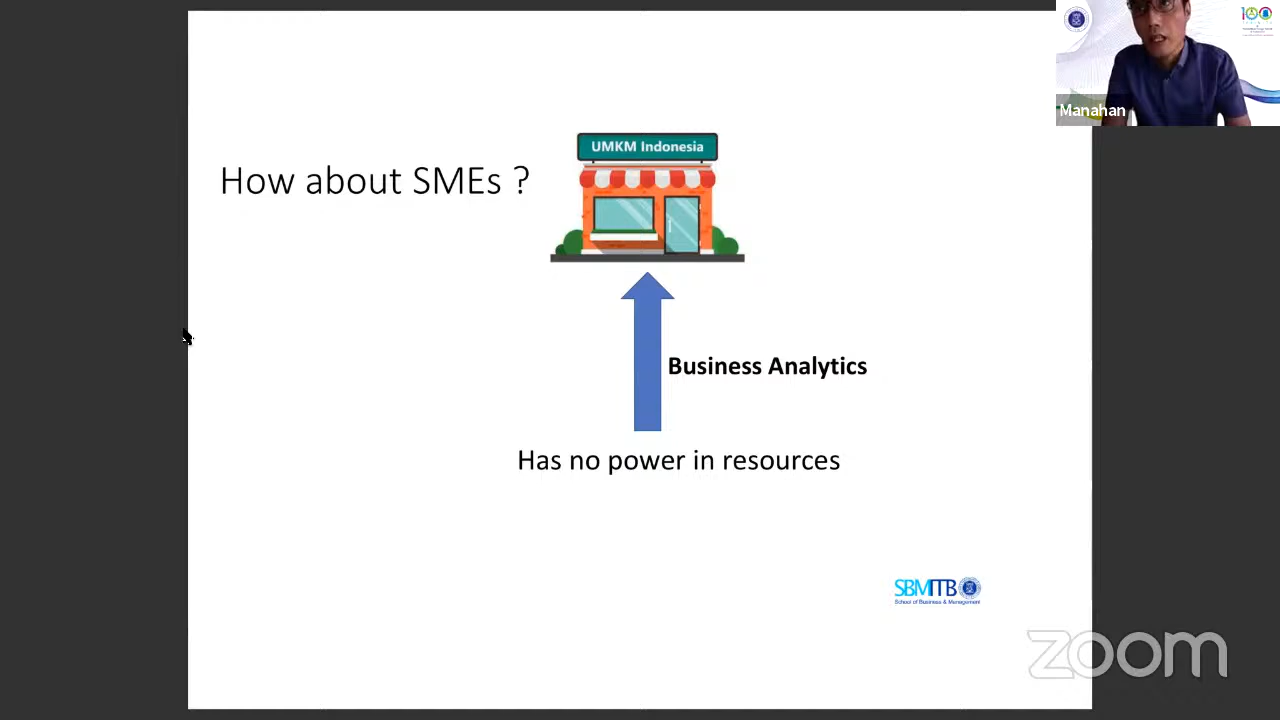 Manahan
UMKM Indonesia
How about SMEs ?
Business Analytics
Has no power in resources
SBMITB
School of Business & Management
zoom